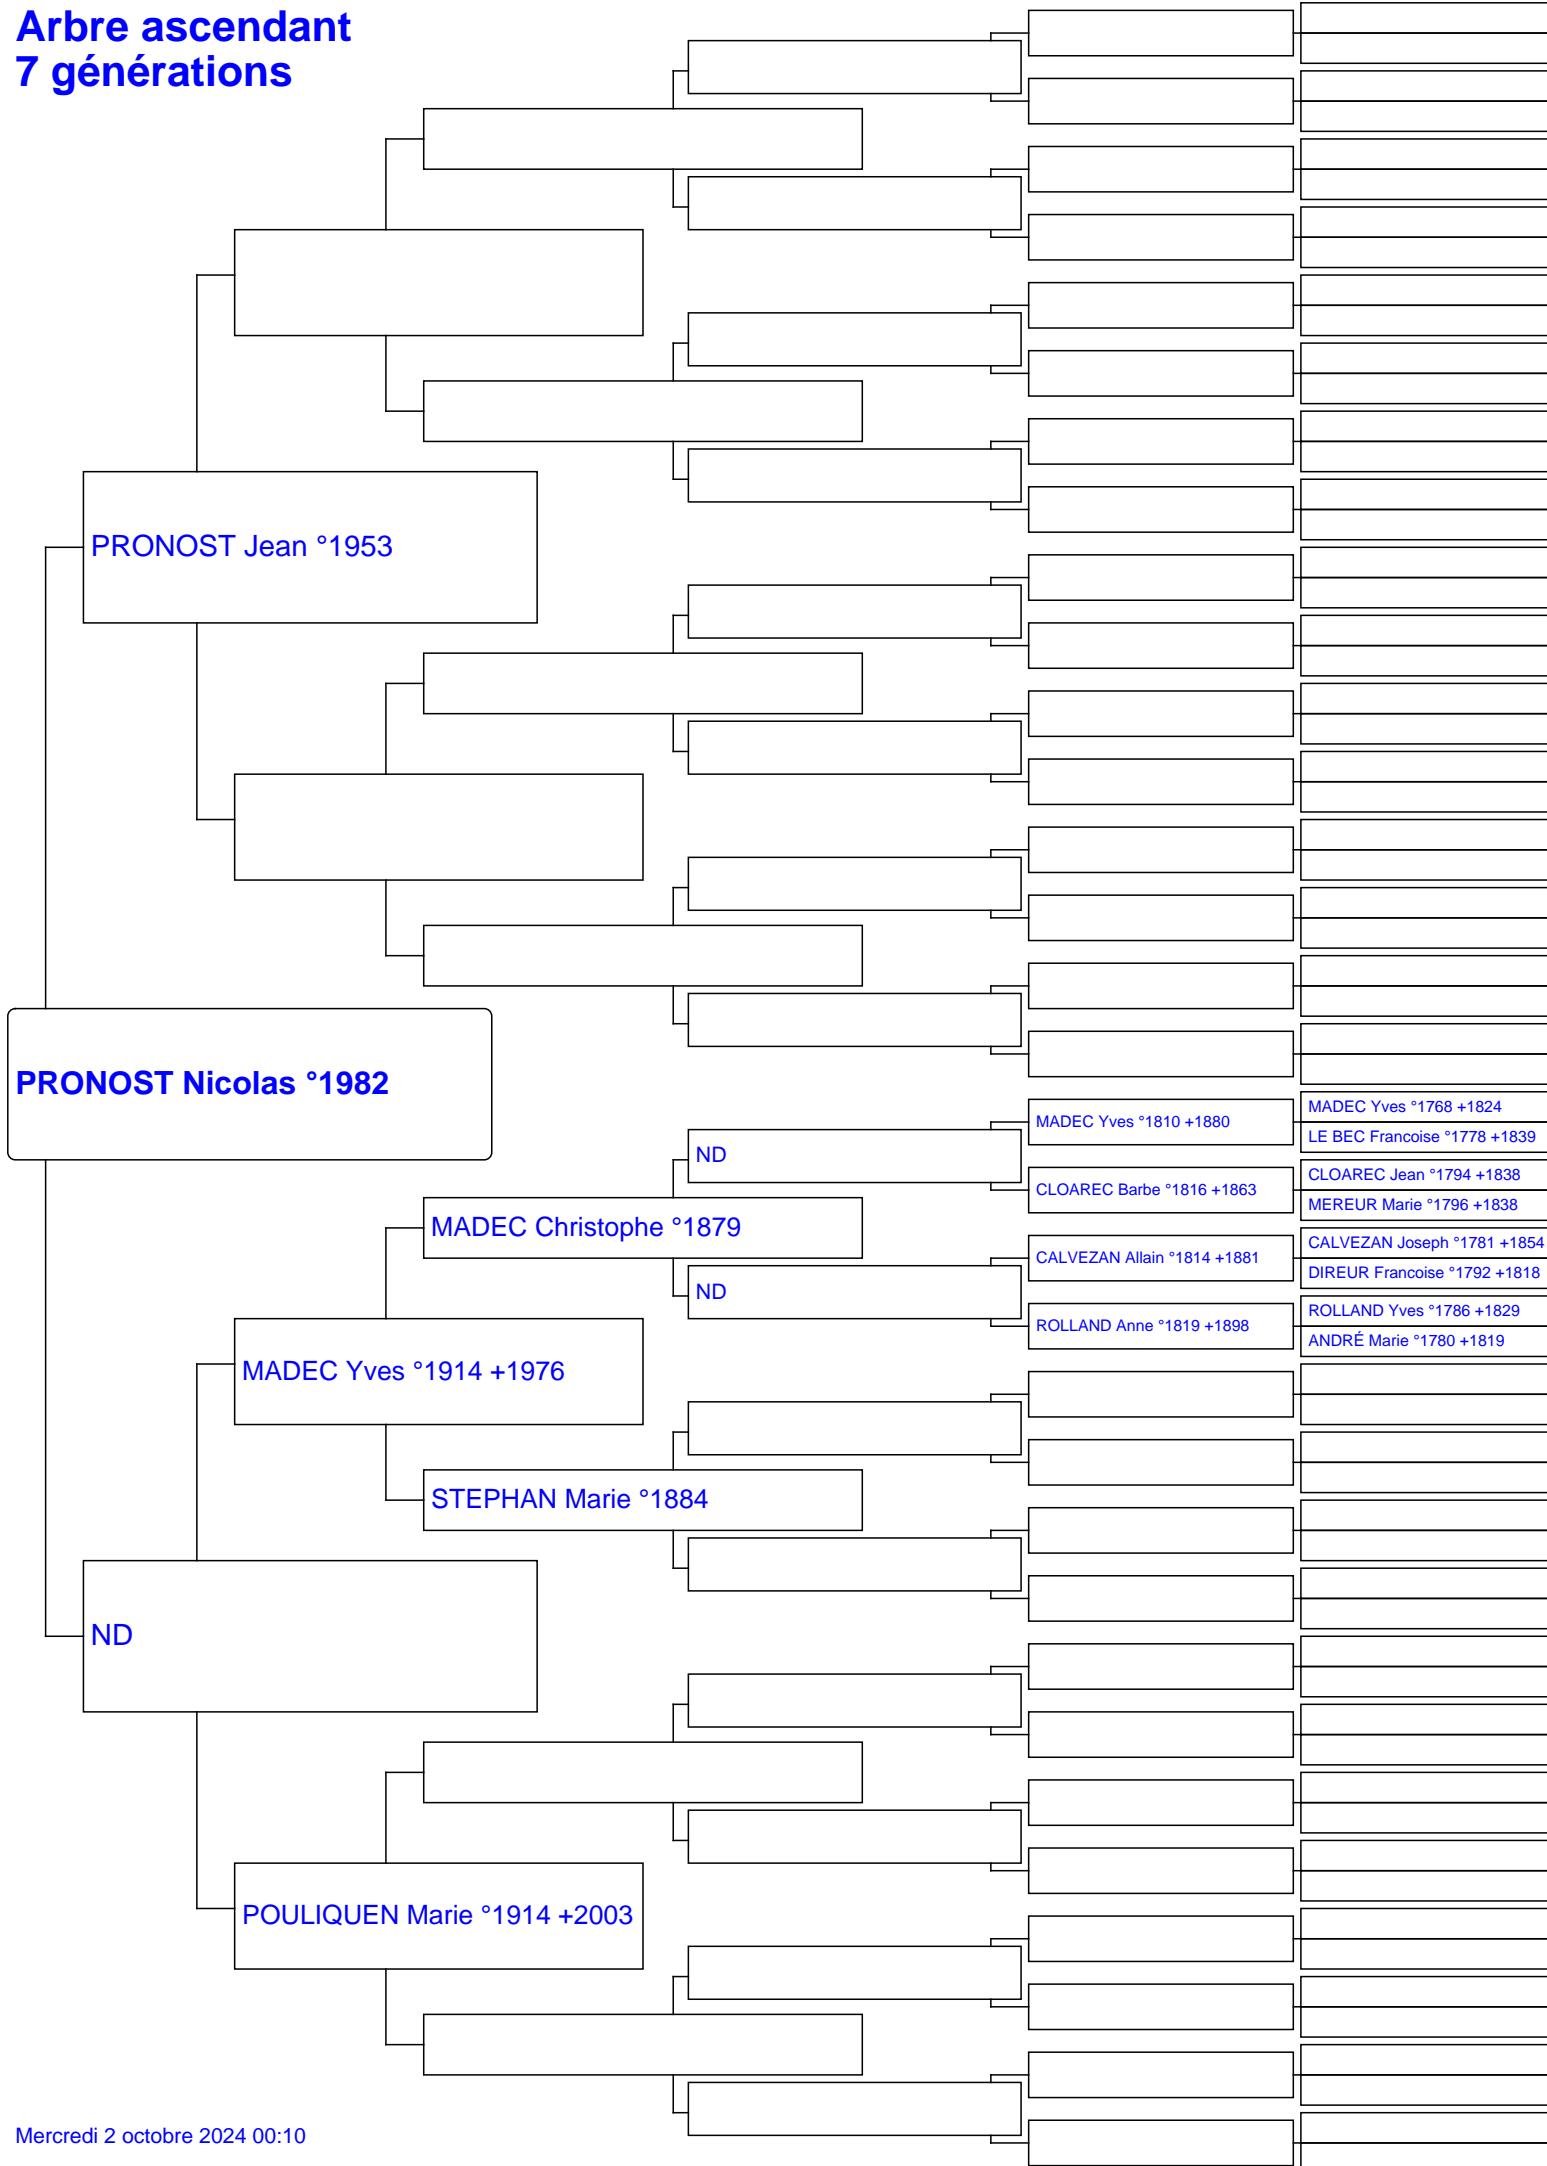 Arbre ascendant
7 générations
PRONOST Jean °1953
PRONOST Nicolas °1982
MADEC Yves °1768 +1824
MADEC Yves °1810 +1880
LE BEC Francoise °1778 +1839
ND
CLOAREC Jean °1794 +1838
CLOAREC Barbe °1816 +1863
MEREUR Marie °1796 +1838
MADEC Christophe °1879
CALVEZAN Joseph °1781 +1854
CALVEZAN Allain °1814 +1881
DIREUR Francoise °1792 +1818
ND
ROLLAND Yves °1786 +1829
ROLLAND Anne °1819 +1898
ANDRÉ Marie °1780 +1819
MADEC Yves °1914 +1976
STEPHAN Marie °1884
ND
POULIQUEN Marie °1914 +2003
Mercredi 2 octobre 2024 00:10